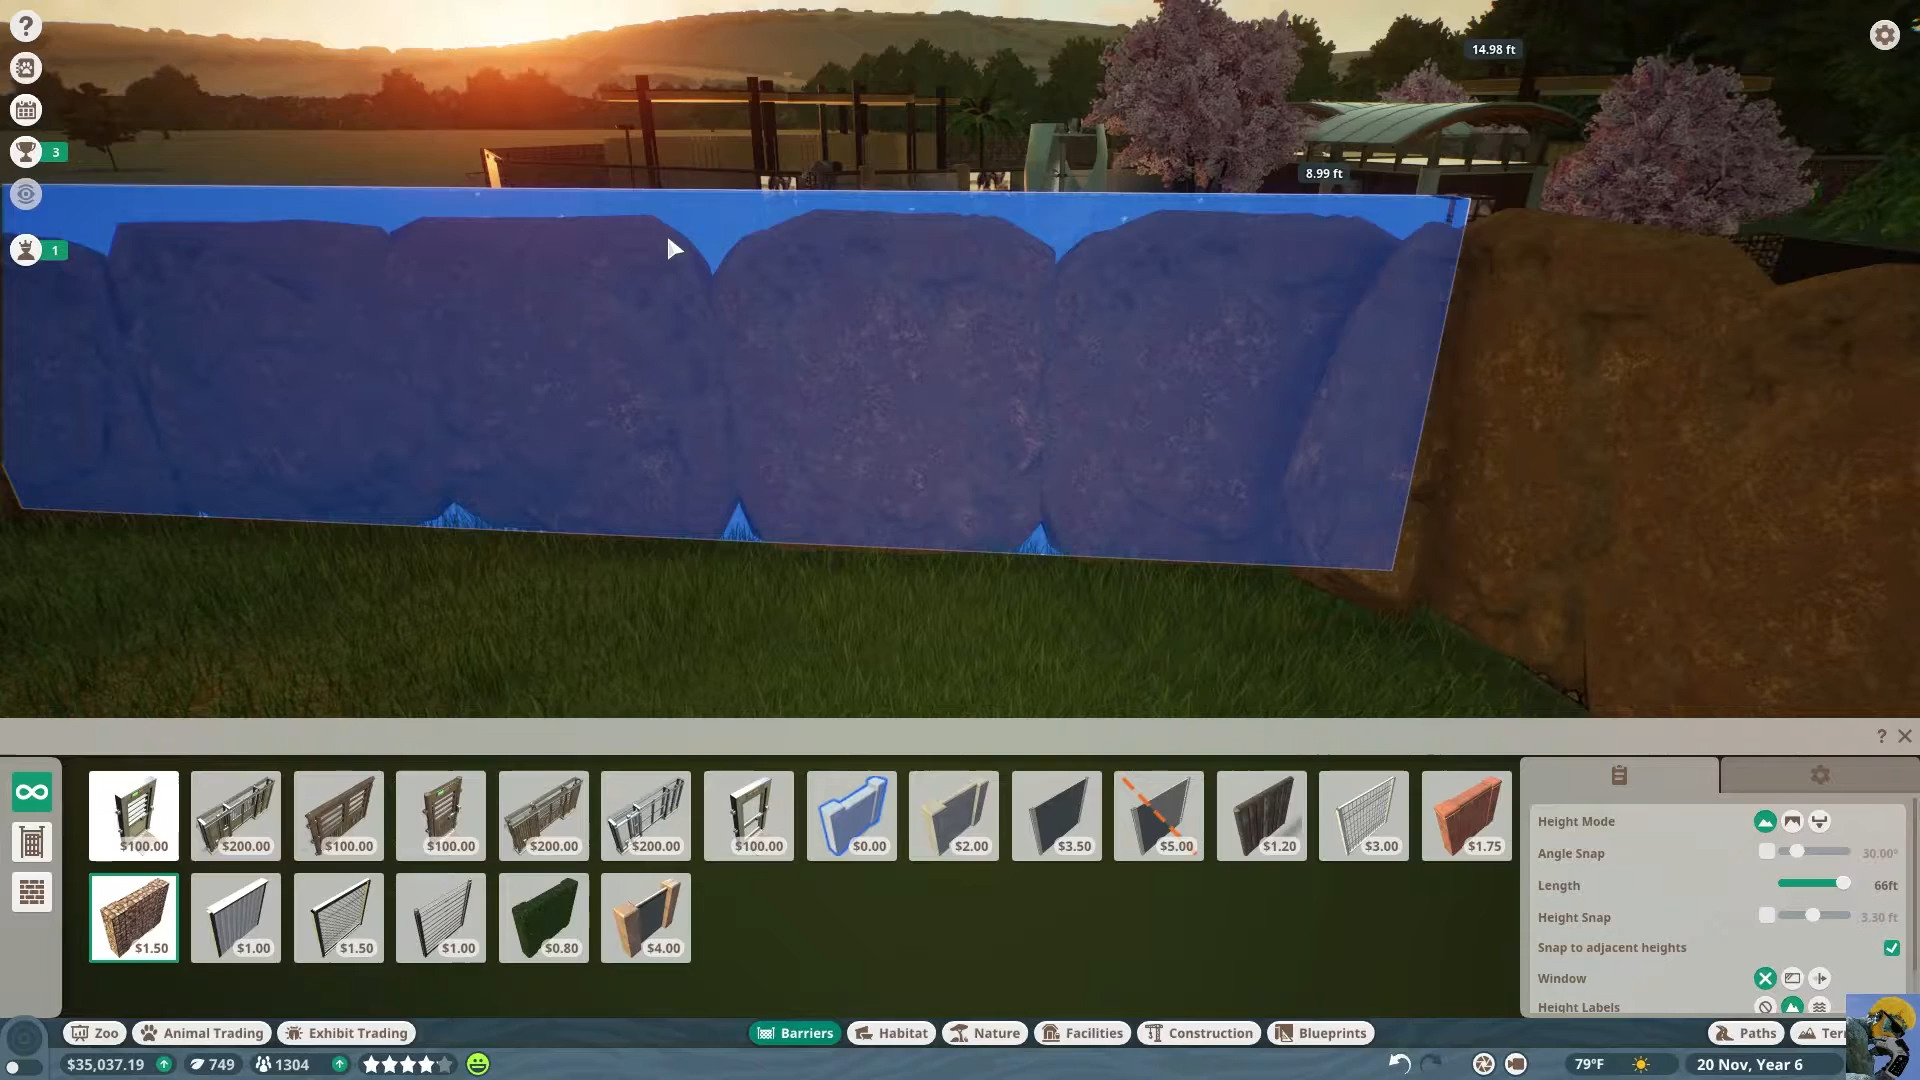 ?
14.98 ft
3
8.99 ft
1
?
$100.00 $200.00 $100.00 $100.00 $200.00 $200.00 $100.00 $0.00 $2.00 $3.50 $5.00 $1.20 $3.00 $1.75
$1.50 $1.00 $1.50 $1.00 $0.80 $4.00
Height Mode
Angle Snap 30.00°
Length 66ft
Height Snap 3.30 ft
Snap to adjacent heights
Window
Height Labels
Zoo Animal Trading Exhibit Trading Barriers Habitat Nature Facilities Construction Blueprints Paths Ter
$35,037.19 749 1304 79°F 20 Nov, Year 6